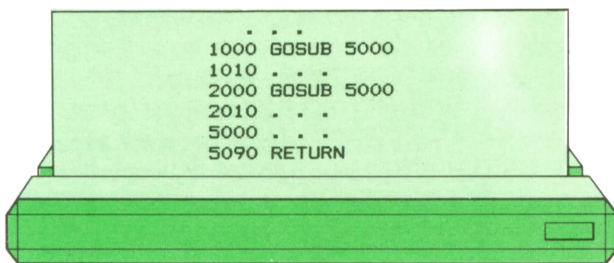 . . .
1000 GOSUB 5000
1010 . . .
2000 GOSUB 5000
2010 . . .
5000 . . .
5090 RETURN